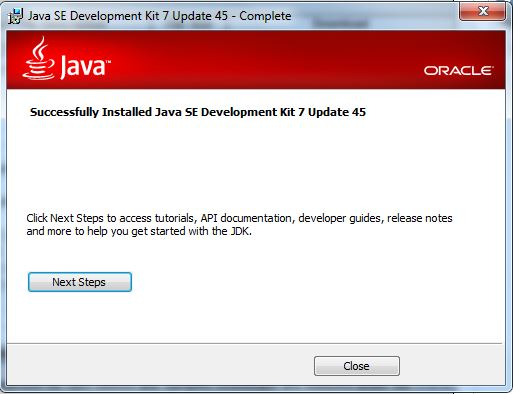 Java SE Development Kit 7 Update 45 - Complete
Java™
ORACLE®
Successfully Installed Java SE Development Kit 7 Update 45
Click Next Steps to access tutorials, API documentation, developer guides, release notes
and more to help you get started with the JDK.
Next Steps
Close